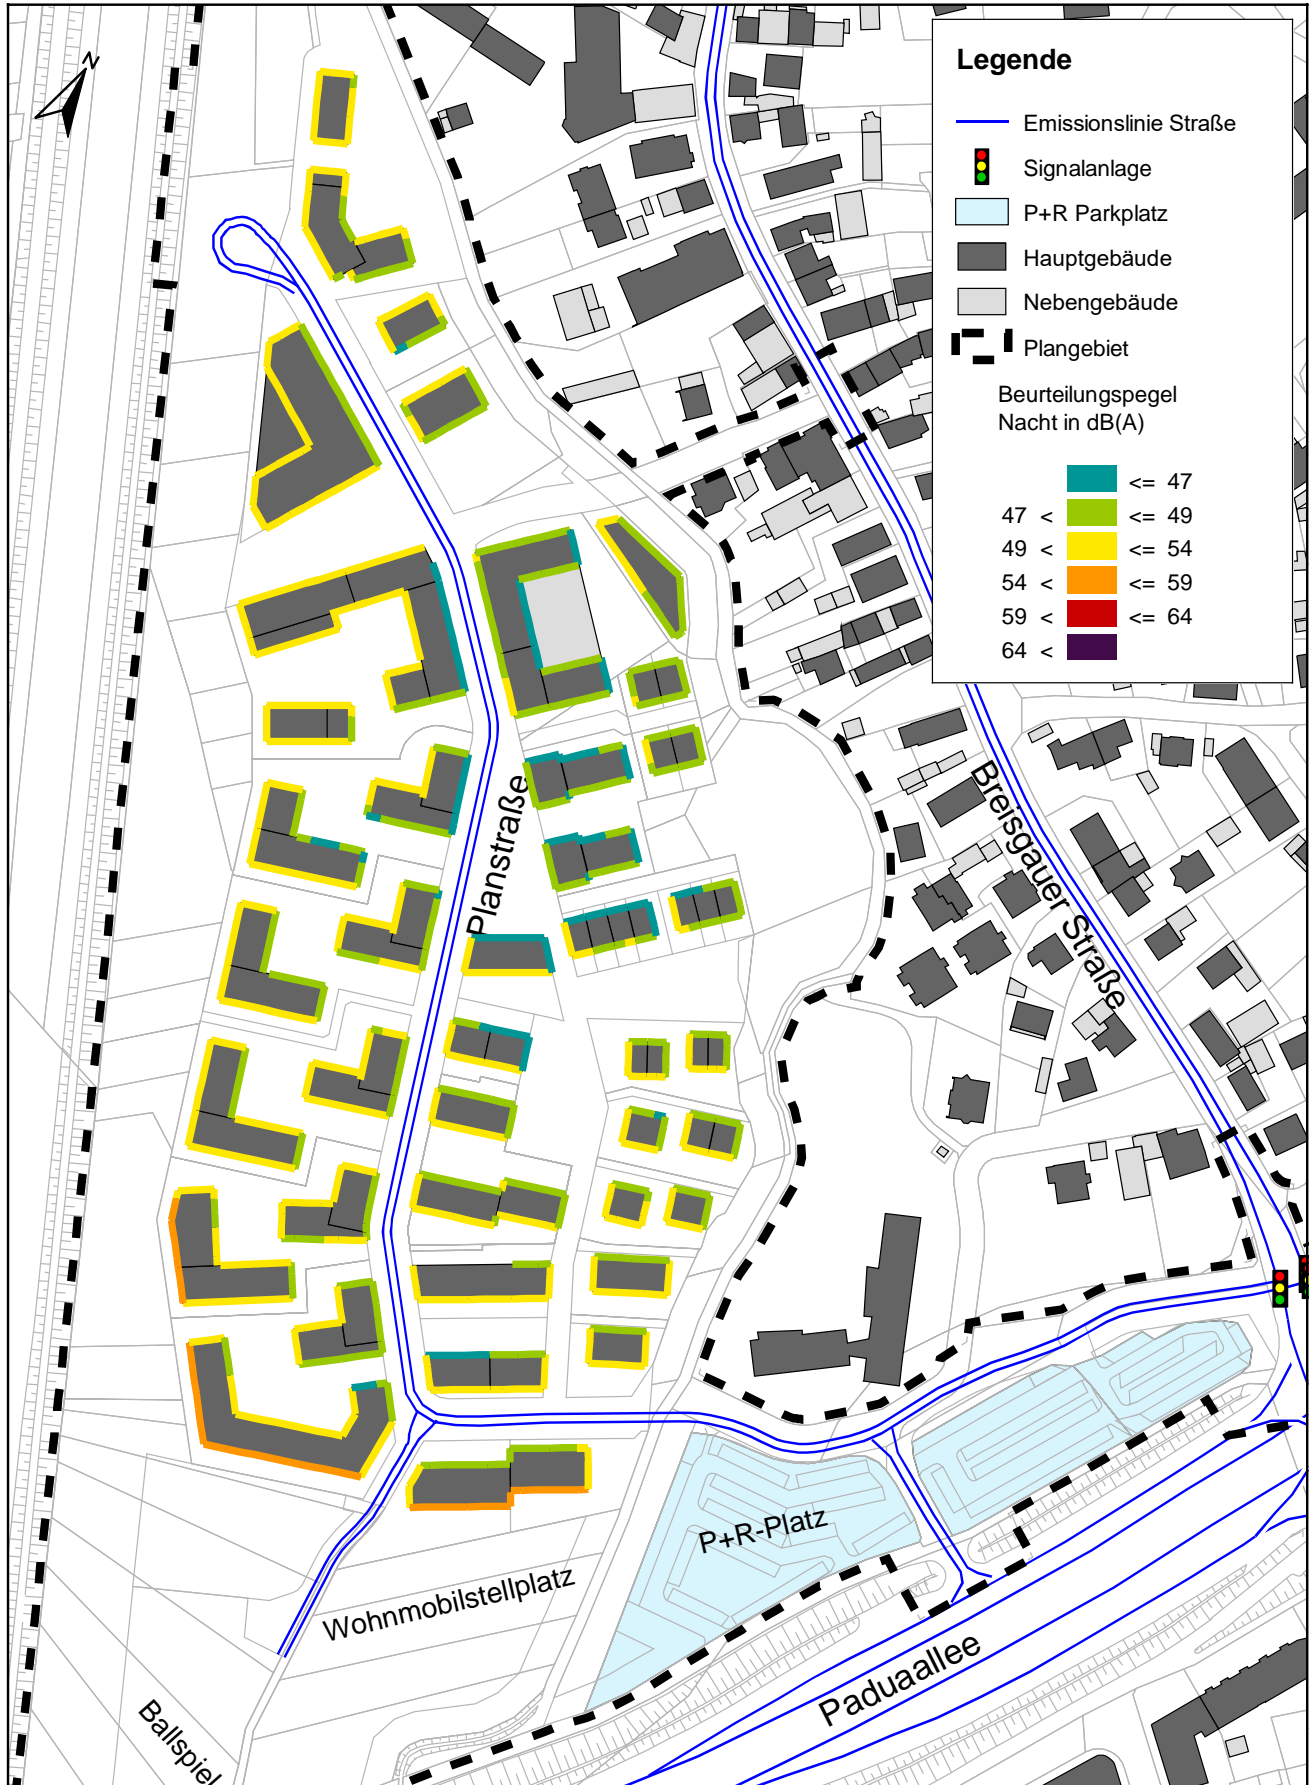 N
Legende
Emissionslinie Straße
Signalanlage
P+R Parkplatz
Hauptgebäude
Nebengebäude
Plangebiet
Beurteilungspegel
Nacht in dB(A)
<= 47
47 < <= 49
49 < <= 54
54 < <= 59
59 < <= 64
64 <
Planstraße
Breisgauer Straße
P+R-Platz
Wohnmobilstellplatz
Paduaallee
Ballspiel